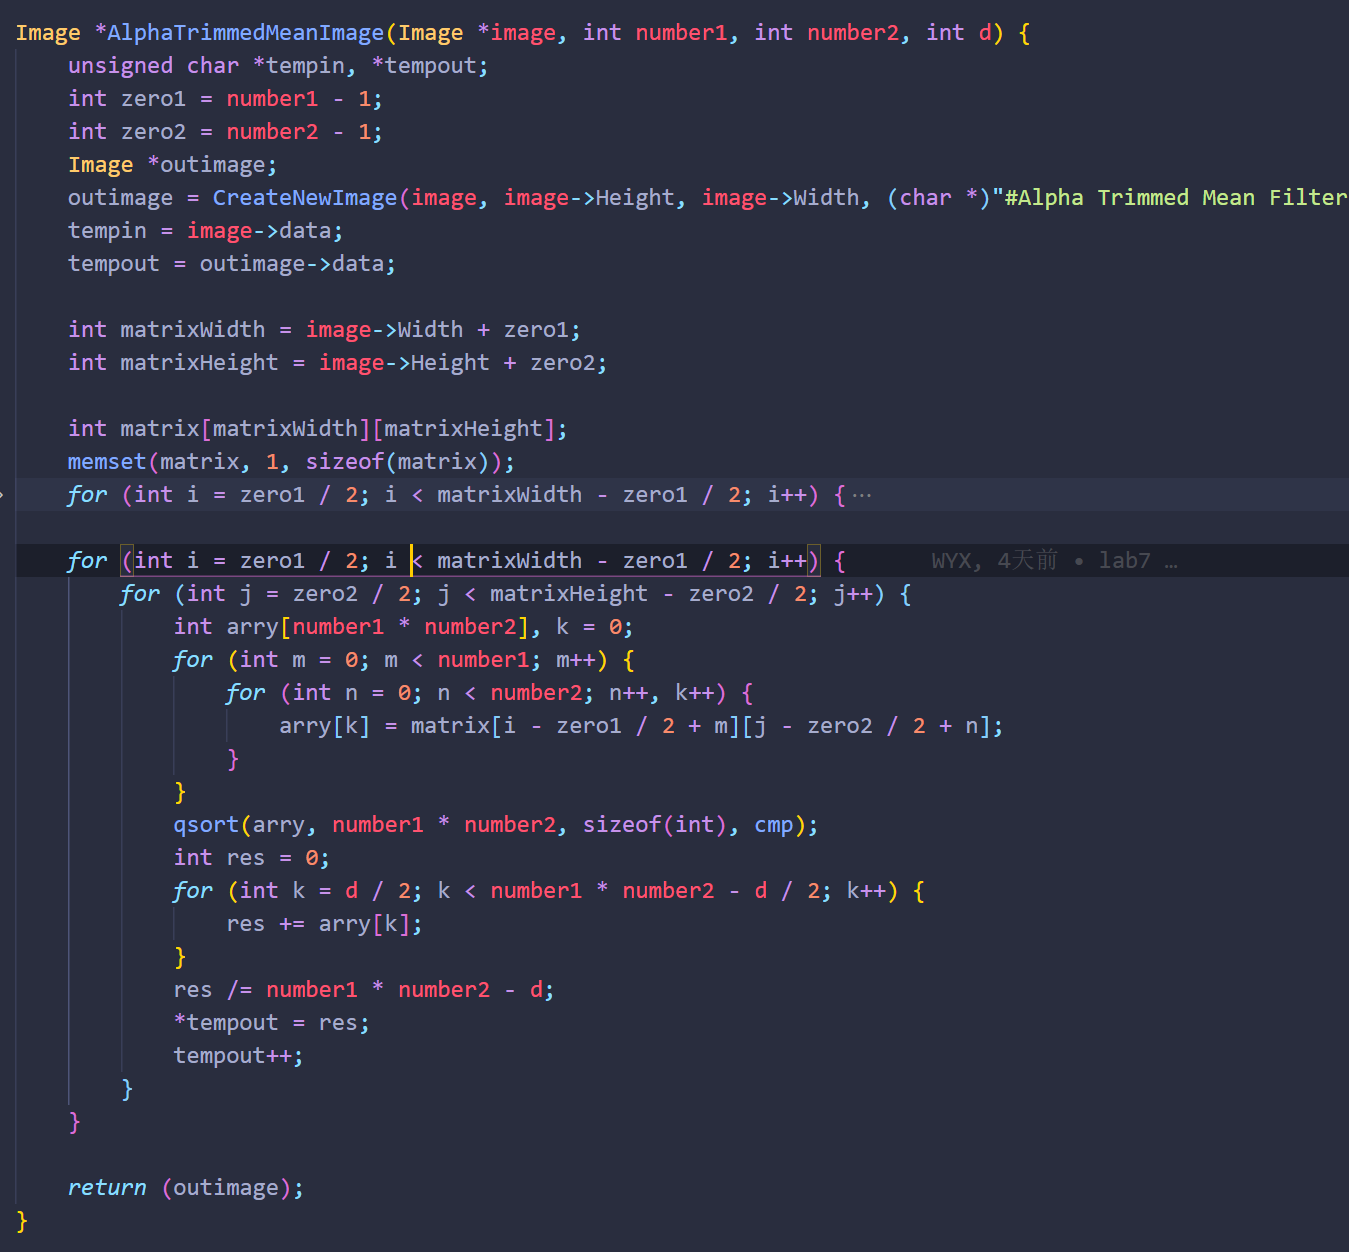 Image *AlphaTrimmedMeanImage(Image *image, int number1, int number2, int d) {
    unsigned char *tempin, *tempout;
    int zero1 = number1 - 1;
    int zero2 = number2 - 1;
    Image *outimage;
    outimage = CreateNewImage(image, image->Height, image->Width, (char *)"#Alpha Trimmed Mean Filter
    tempin = image->data;
    tempout = outimage->data;

    int matrixWidth = image->Width + zero1;
    int matrixHeight = image->Height + zero2;

    int matrix[matrixWidth][matrixHeight];
    memset(matrix, 1, sizeof(matrix));
    for (int i = zero1 / 2; i < matrixWidth - zero1 / 2; i++) {…

    for (int i = zero1 / 2; i < matrixWidth - zero1 / 2; i++) {        WYX, 4天前 • lab7 …
        for (int j = zero2 / 2; j < matrixHeight - zero2 / 2; j++) {
            int arry[number1 * number2], k = 0;
            for (int m = 0; m < number1; m++) {
                for (int n = 0; n < number2; n++, k++) {
                    arry[k] = matrix[i - zero1 / 2 + m][j - zero2 / 2 + n];
                }
            }
            qsort(arry, number1 * number2, sizeof(int), cmp);
            int res = 0;
            for (int k = d / 2; k < number1 * number2 - d / 2; k++) {
                res += arry[k];
            }
            res /= number1 * number2 - d;
            *tempout = res;
            tempout++;
        }
    }

    return (outimage);
}